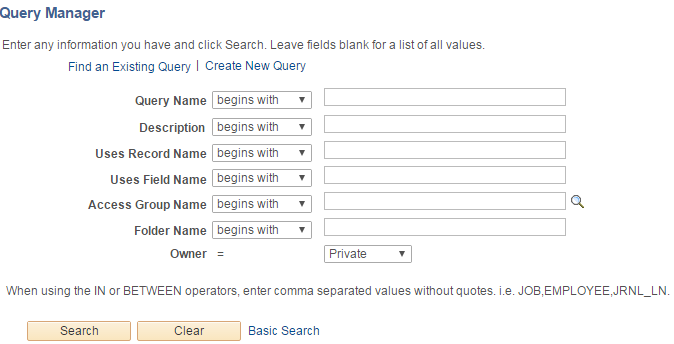 Query Manager
Enter any information you have and click Search. Leave fields blank for a list of all values.
Find an Existing Query | Create New Query
Query Name begins with
Description begins with
Uses Record Name begins with
Uses Field Name begins with
Access Group Name begins with
Folder Name begins with
Owner = Private
When using the IN or BETWEEN operators, enter comma separated values without quotes. i.e. JOB,EMPLOYEE,JRNL_LN.
Search Clear Basic Search